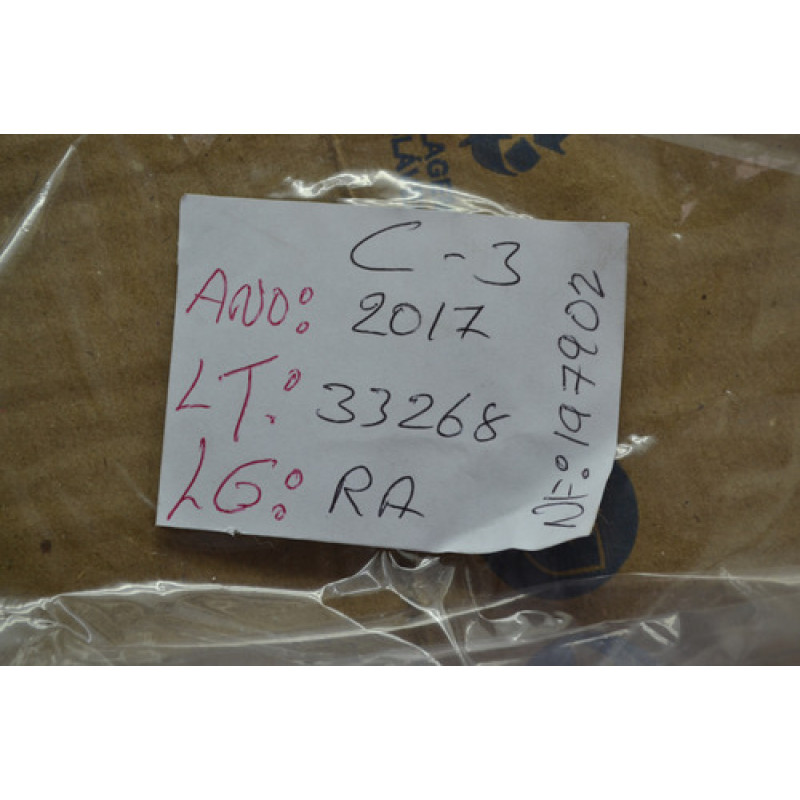 C-3
ANO: 2017
LT: 33268
LG: RA
NF: 197902